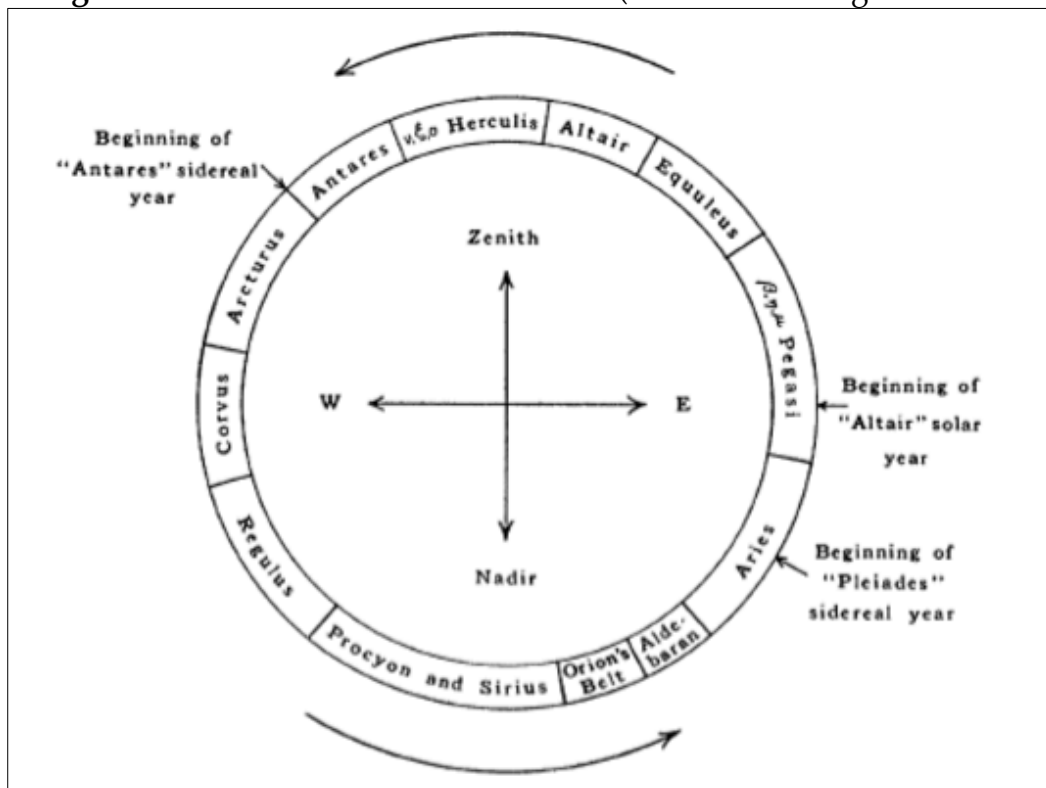 Beginning of
"Antares" sidereal
year
Antares
ν,ξ,ο Herculis
Altair
Equuleus
β,η,μ Pegasi
Arcturus
Zenith
W
E
Nadir
Corvus
Beginning of
"Altair" solar
year
Regulus
Aries
Beginning of
"Pleiades"
sidereal year
Procyon and Sirius
Orion's
Belt
Alde-
baran